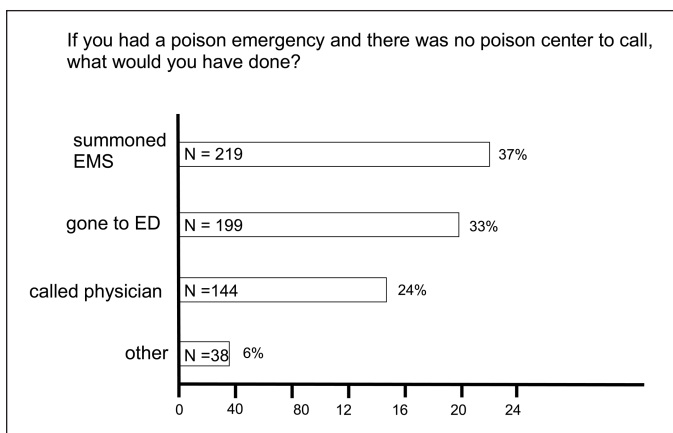 If you had a poison emergency and there was no poison center to call,
what would you have done?
summoned
EMS
N = 219
37%
gone to ED
N = 199
33%
called physician
N =144
24%
other
N =38
6%
0 40 80 12 16 20 24